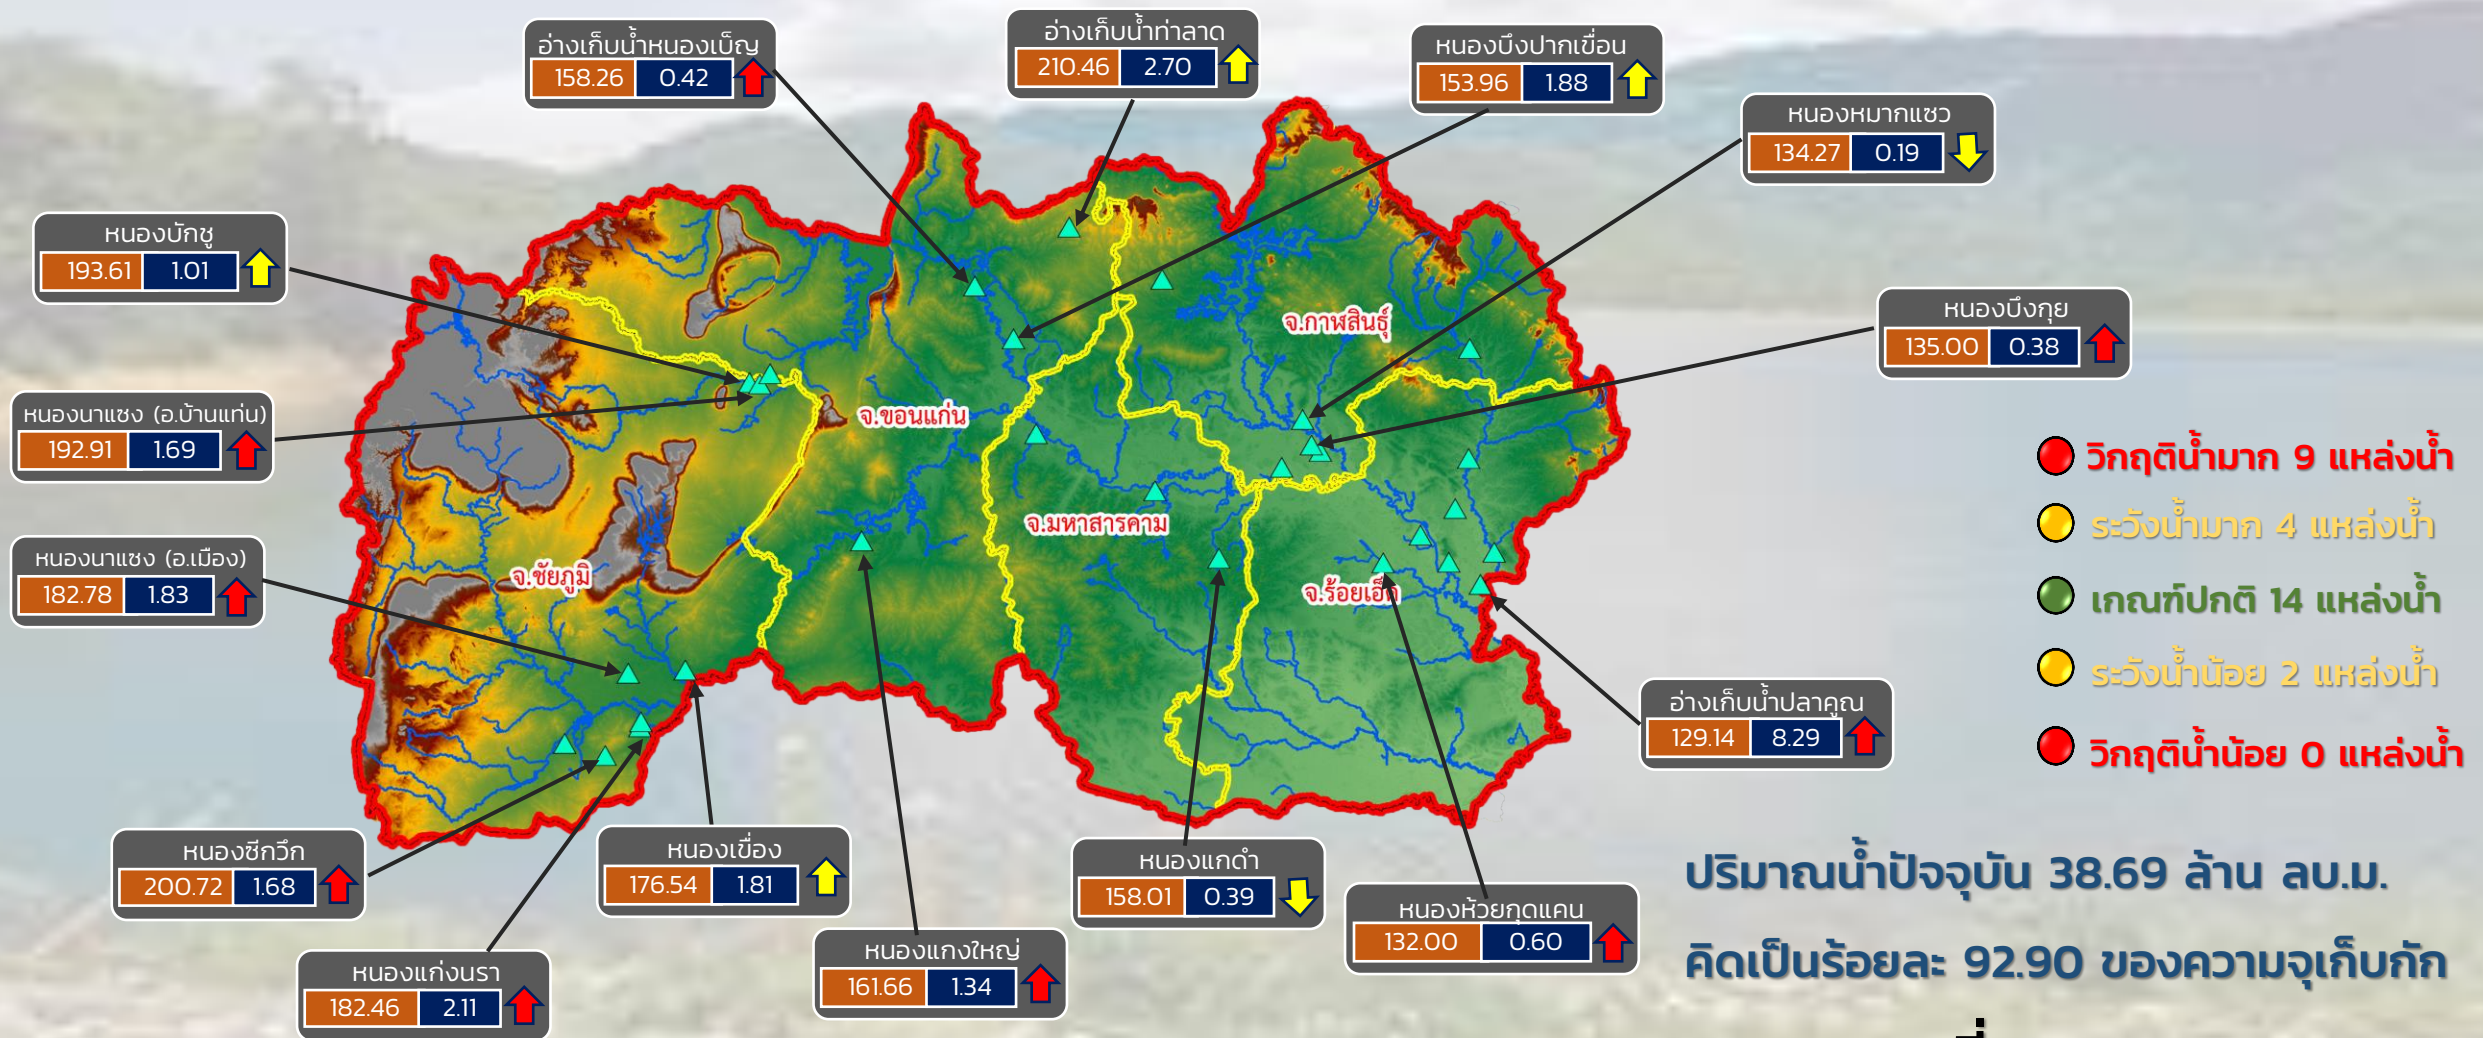 อ่างเก็บน้ำหนองเบ็ญ
158.26 0.42
อ่างเก็บน้ำท่าลาด
210.46 2.70
หนองบึงปากเขื่อน
153.96 1.88
หนองหมากแซว
134.27 0.19
หนองบักซู
193.61 1.01
หนองบึงกุย
135.00 0.38
จ.กาฬสินธุ์
หนองนาแซง (อ.บ้านแท่น)
192.91 1.69
จ.ขอนแก่น
วิกฤติน้ำมาก 9 แหล่งน้ำ
ระวังน้ำมาก 4 แหล่งน้ำ
เกณฑ์ปกติ 14 แหล่งน้ำ
ระวังน้ำน้อย 2 แหล่งน้ำ
วิกฤติน้ำน้อย 0 แหล่งน้ำ
จ.มหาสารคาม
หนองนาแซง (อ.เมือง)
182.78 1.83
จ.ชัยภูมิ
จ.ร้อยเอ็ด
อ่างเก็บน้ำปลาคูณ
129.14 8.29
หนองซีกวึก
200.72 1.68
หนองเขื่อง
176.54 1.81
หนองแกดำ
158.01 0.39
หนองห้วยกุดแคน
132.00 0.60
หนองแก่งนรา
182.46 2.11
หนองแกงใหญ่
161.66 1.34
ปริมาณน้ำปัจจุบัน 38.69 ล้าน ลบ.ม.
คิดเป็นร้อยละ 92.90 ของความจุเก็บกัก